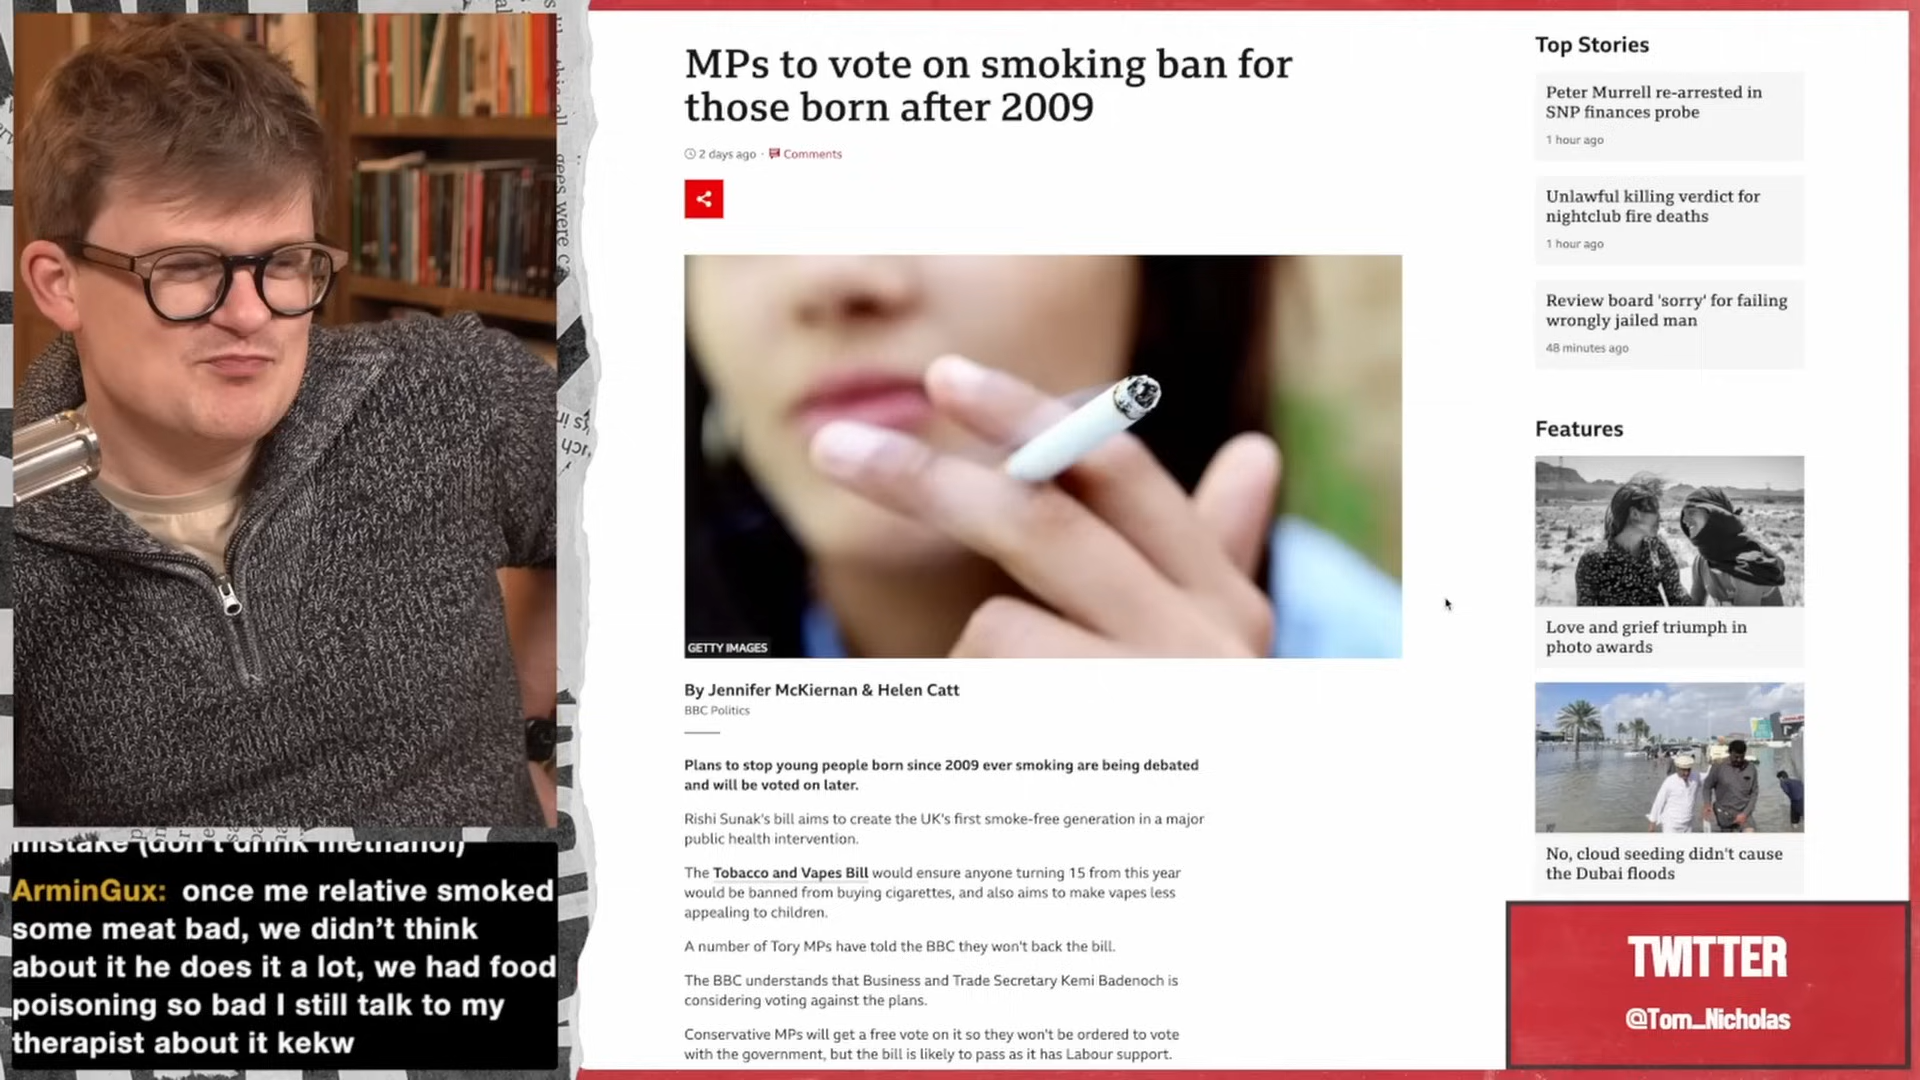 MPs to vote on smoking ban for
those born after 2009
2 days ago · Comments
GETTY IMAGES
By Jennifer McKiernan & Helen Catt
BBC Politics
Plans to stop young people born since 2009 ever smoking are being debated
and will be voted on later.
Rishi Sunak's bill aims to create the UK's first smoke-free generation in a major
public health intervention.
The Tobacco and Vapes Bill would ensure anyone turning 15 from this year
would be banned from buying cigarettes, and also aims to make vapes less
appealing to children.
A number of Tory MPs have told the BBC they won't back the bill.
The BBC understands that Business and Trade Secretary Kemi Badenoch is
considering voting against the plans.
Conservative MPs will get a free vote on it so they won't be ordered to vote
with the government, but the bill is likely to pass as it has Labour support.
Top Stories
Peter Murrell re-arrested in
SNP finances probe
1 hour ago
Unlawful killing verdict for
nightclub fire deaths
1 hour ago
Review board 'sorry' for failing
wrongly jailed man
48 minutes ago
Features
Love and grief triumph in
photo awards
No, cloud seeding didn't cause
the Dubai floods
TWITTER
@Tom_Nicholas
mistake (don't drink methanol)
ArminGux: once me relative smoked
some meat bad, we didn't think
about it he does it a lot, we had food
poisoning so bad I still talk to my
therapist about it kekw